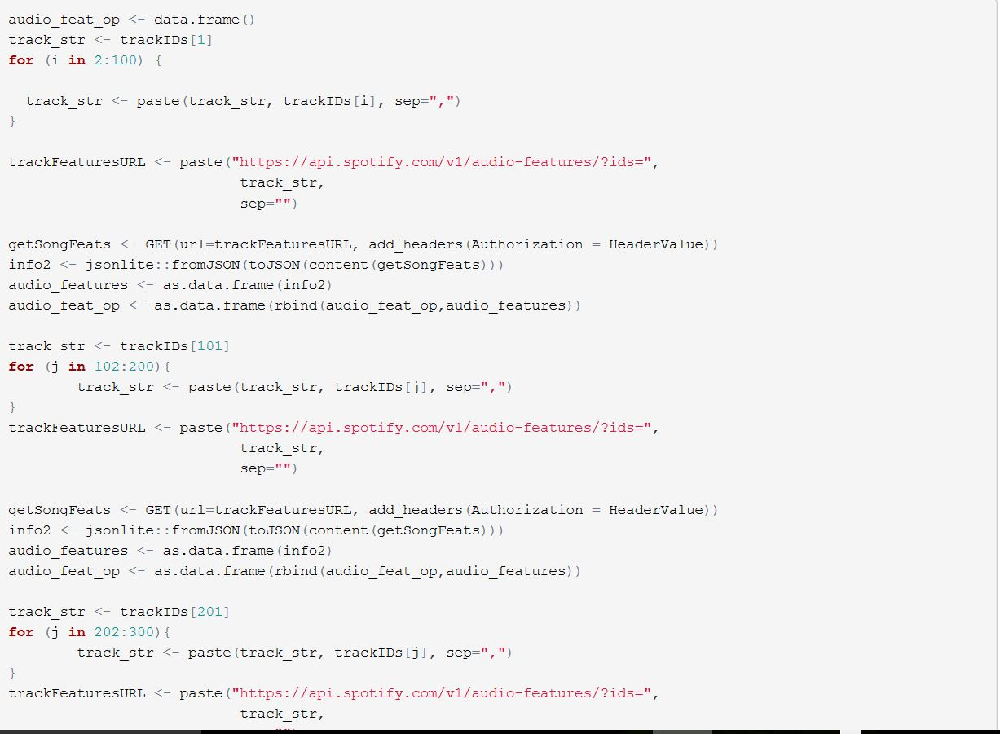 audio_feat_op <- data.frame()
track_str <- trackIDs[1]
for (i in 2:100) {
track_str <- paste(track_str, trackIDs[i], sep=",")
}
trackFeaturesURL <- paste("https://api.spotify.com/v1/audio-features/?ids=",
track_str,
sep="")
getSongFeats <- GET(url=trackFeaturesURL, add_headers(Authorization = HeaderValue))
info2 <- jsonlite::fromJSON(toJSON(content(getSongFeats)))
audio_features <- as.data.frame(info2)
audio_feat_op <- as.data.frame(rbind(audio_feat_op,audio_features))
track_str <- trackIDs[101]
for (j in 102:200){
track_str <- paste(track_str, trackIDs[j], sep=",")
}
trackFeaturesURL <- paste("https://api.spotify.com/v1/audio-features/?ids=",
track_str,
sep="")
getSongFeats <- GET(url=trackFeaturesURL, add_headers(Authorization = HeaderValue))
info2 <- jsonlite::fromJSON(toJSON(content(getSongFeats)))
audio_features <- as.data.frame(info2)
audio_feat_op <- as.data.frame(rbind(audio_feat_op,audio_features))
track_str <- trackIDs[201]
for (j in 202:300){
track_str <- paste(track_str, trackIDs[j], sep=",")
}
trackFeaturesURL <- paste("https://api.spotify.com/v1/audio-features/?ids=",
track_str,